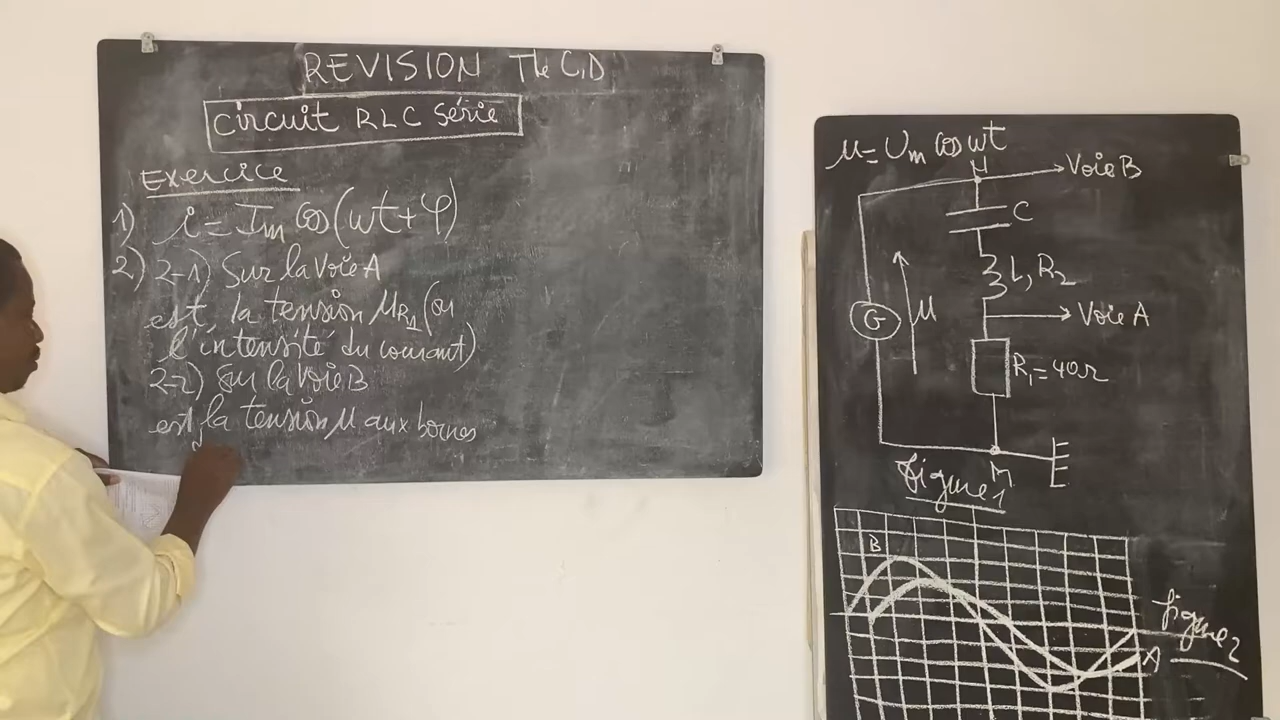 REVISION Tle C,D
Circuit RLC Série
Exercice
1) i = Im cos(ωt+φ)
2) 2-1) Sur la Voie A
est, la tension uR1 (ou
l'intensité du courant)
2-2) Sur la Voie B
est la tension u aux bornes
d
u = Um cos ωt
Voie B
C
L, R2
G
u
Voie A
R1 = 40Ω
M
figure 1
B
figure 2
A